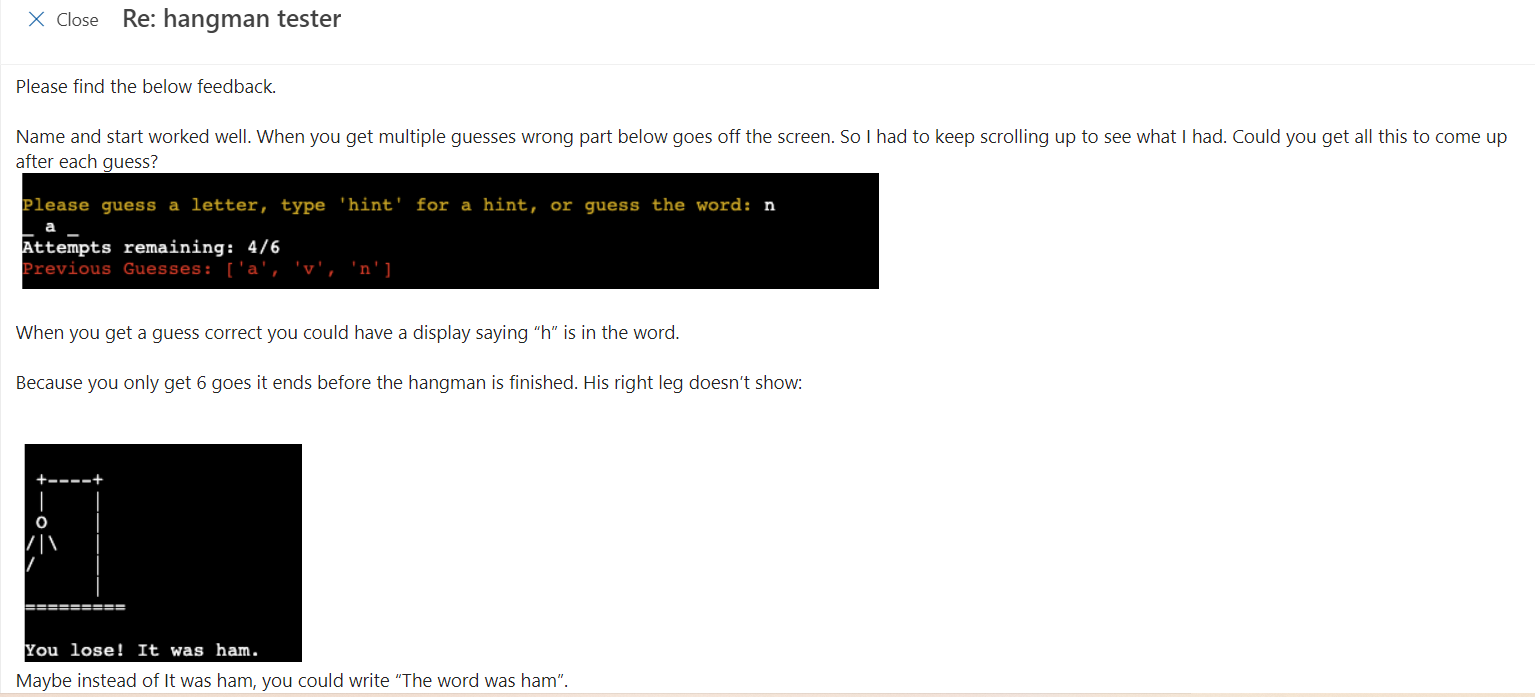 Close Re: hangman tester
Please find the below feedback.
Name and start worked well. When you get multiple guesses wrong part below goes off the screen. So I had to keep scrolling up to see what I had. Could you get all this to come up
after each guess?
Please guess a letter, type 'hint' for a hint, or guess the word: n
_ a _
Attempts remaining: 4/6
Previous Guesses: ['a', 'v', 'n']
When you get a guess correct you could have a display saying “h” is in the word.
Because you only get 6 goes it ends before the hangman is finished. His right leg doesn’t show:
+----+
|    |
O    |
/|\   |
/     |
|
=========
You lose! It was ham.
Maybe instead of It was ham, you could write “The word was ham”.